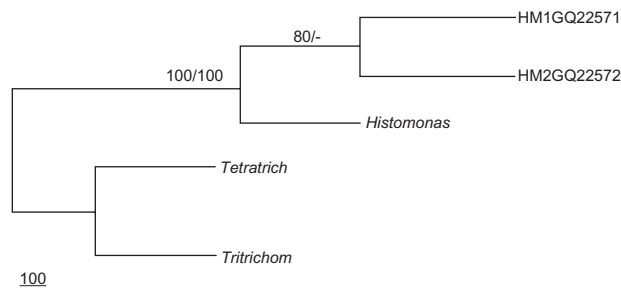 HM1GQ22571
80/-
HM2GQ22572
100/100
Histomonas
Tetratrich
Tritrichom
100